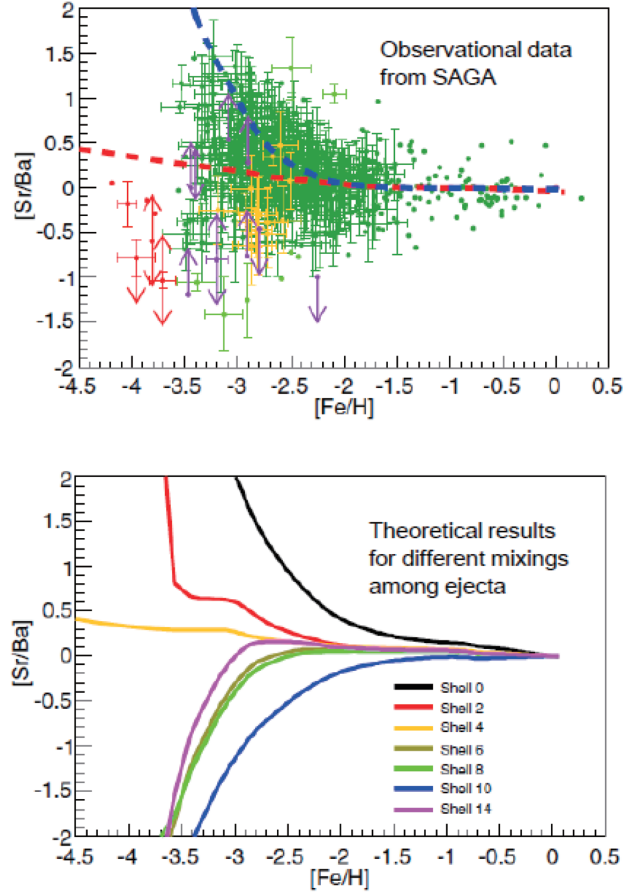 2
1.5
1
0.5
0
-0.5
-1
-1.5
-2
[Sr/Ba]
Observational data
from SAGA
-4.5 -4 -3.5 -3 -2.5 -2 -1.5 -1 -0.5 0 0.5
[Fe/H]
2
1.5
1
0.5
0
-0.5
-1
-1.5
-2
[Sr/Ba]
Theoretical results
for different mixings
among ejecta
Shell 0
Shell 2
Shell 4
Shell 6
Shell 8
Shell 10
Shell 14
-4.5 -4 -3.5 -3 -2.5 -2 -1.5 -1 -0.5 0 0.5
[Fe/H]